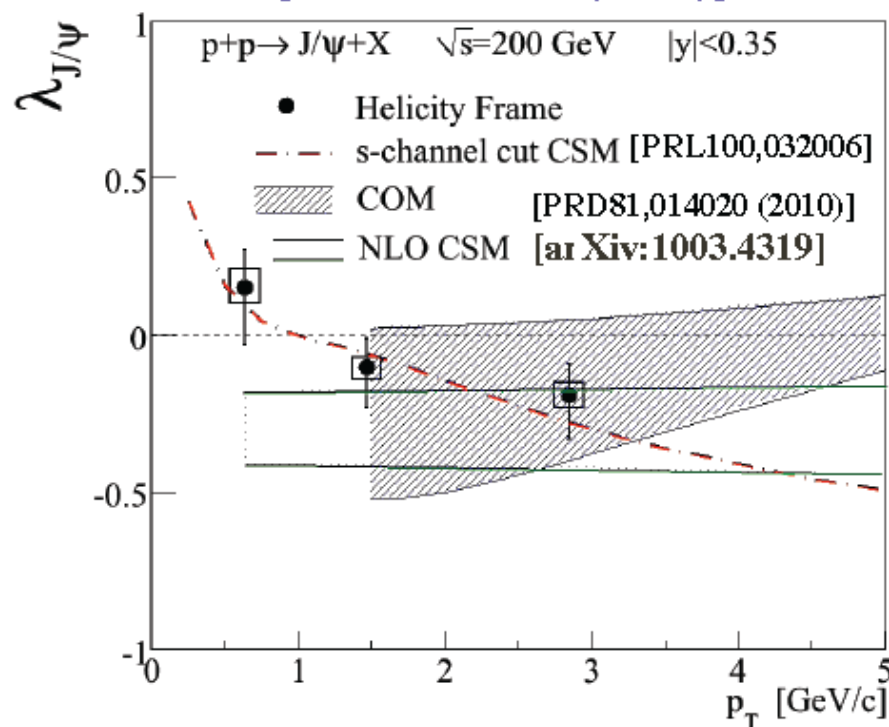 p+p→ J/ψ+X √s=200 GeV |y|<0.35
Helicity Frame
s-channel cut CSM [PRL100,032006]
COM [PRD81,014020 (2010)]
NLO CSM [arXiv:1003.4319]
λJ/ψ
1
0.5
0
-0.5
-1
0 1 2 3 4 5
pT [GeV/c]